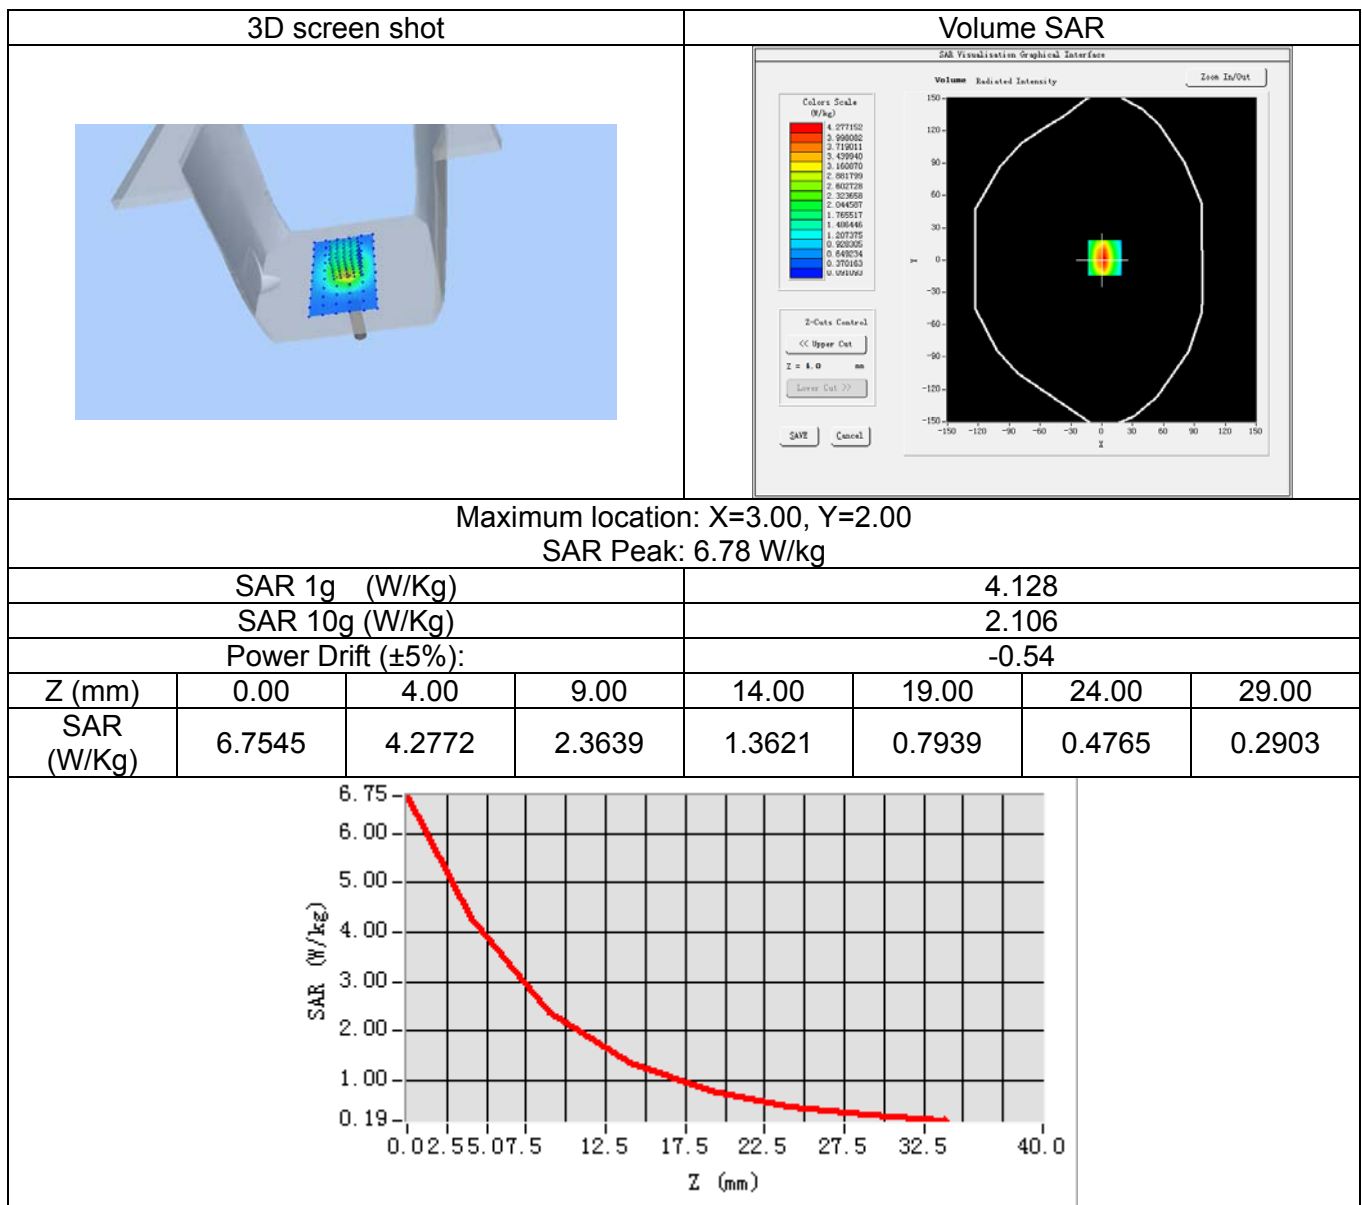 3D screen shot
Volume SAR
SAR Visualisation Graphical Interface
Volume Radiated Intensity
Zoom In/Out
Colors Scale
(W/kg)
4.277152
3.998082
3.719011
3.439940
3.160870
2.881799
2.602728
2.323658
2.044587
1.765517
1.486446
1.207375
0.928305
0.649234
0.370163
0.091093
Z-Cuts Control
<< Upper Cut
Z = 4.0 mm
Lower Cut >>
SAVE Cancel
150
120
90
60
30
0
-30
-60
-90
-120
-150
Y
-150 -120 -90 -60 -30 0 30 60 90 120 150
X
Maximum location: X=3.00, Y=2.00
SAR Peak: 6.78 W/kg
SAR 1g (W/Kg) 4.128
SAR 10g (W/Kg) 2.106
Power Drift (±5%): -0.54
Z (mm) 0.00 4.00 9.00 14.00 19.00 24.00 29.00
SAR (W/Kg) 6.7545 4.2772 2.3639 1.3621 0.7939 0.4765 0.2903
6.75
6.00
5.00
4.00
3.00
2.00
1.00
0.19
SAR (W/kg)
0.0 2.5 5.0 7.5 12.5 17.5 22.5 27.5 32.5 40.0
Z (mm)